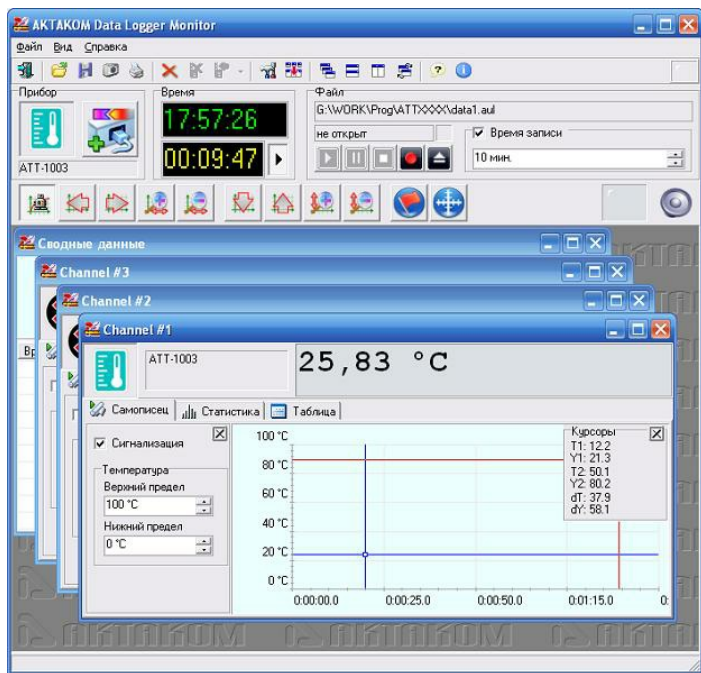 AKTAKOM Data Logger Monitor
Файл Вид Справка
Прибор
ATT-1003
Время
17:57:26
00:09:47
Файл
G:\WORK\Prog\ATTXXXX\data1.aul
не открыт
Время записи
10 мин.
Сводные данные
Channel #3
Channel #2
Channel #1
ATT-1003
25,83 °C
Самописец Статистика Таблица
Сигнализация
Температура
Верхний предел
100 °C
Нижний предел
0 °C
100 °C
80 °C
60 °C
40 °C
20 °C
0 °C
0:00:00.0 0:00:25.0 0:00:50.0 0:01:15.0 0:
Курсоры
T1: 12.2
Y1: 21.3
T2: 50.1
Y2: 80.2
dT: 37.9
dY: 58.1
AKTAKOM AKTAKOM